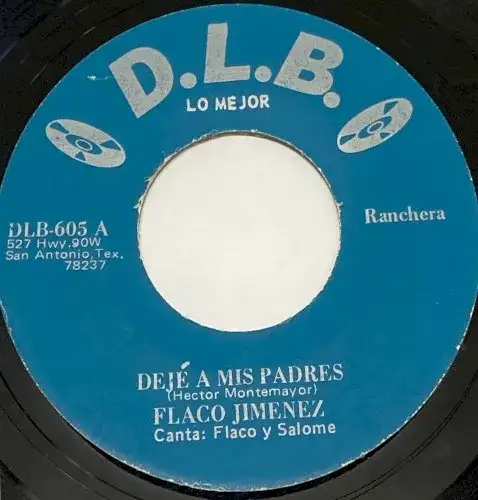 D.L.B.
LO MEJOR
DLB-605 A
527 Hwy.90W
San Antonio,Tex.
78237
Ranchera
DEJÉ A MIS PADRES
(Hector Montemayor)
FLACO JIMENEZ
Canta: Flaco y Salome